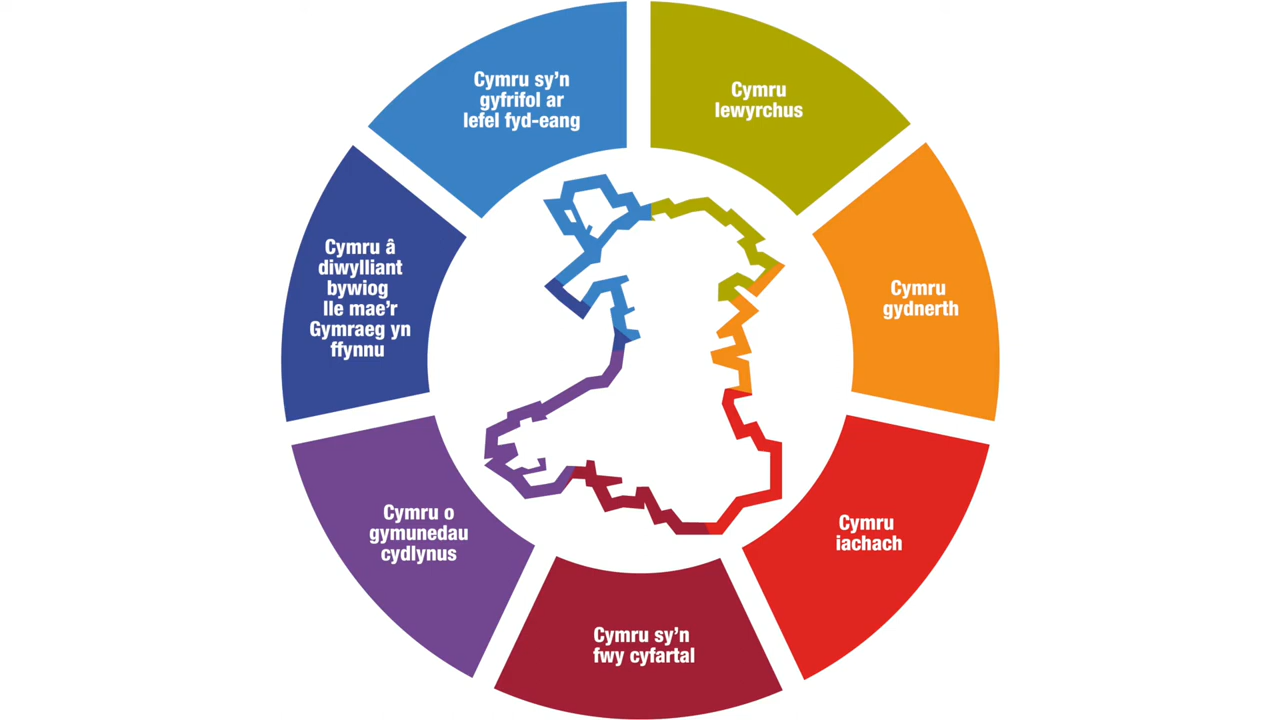 Cymru sy'n
gyfrifol ar
lefel fyd-eang
Cymru
lewyrchus
Cymru
gydnerth
Cymru
iachach
Cymru sy'n
fwy cyfartal
Cymru o
gymunedau
cydlynus
Cymru â
diwylliant
bywiog
lle mae'r
Gymraeg yn
ffynnu